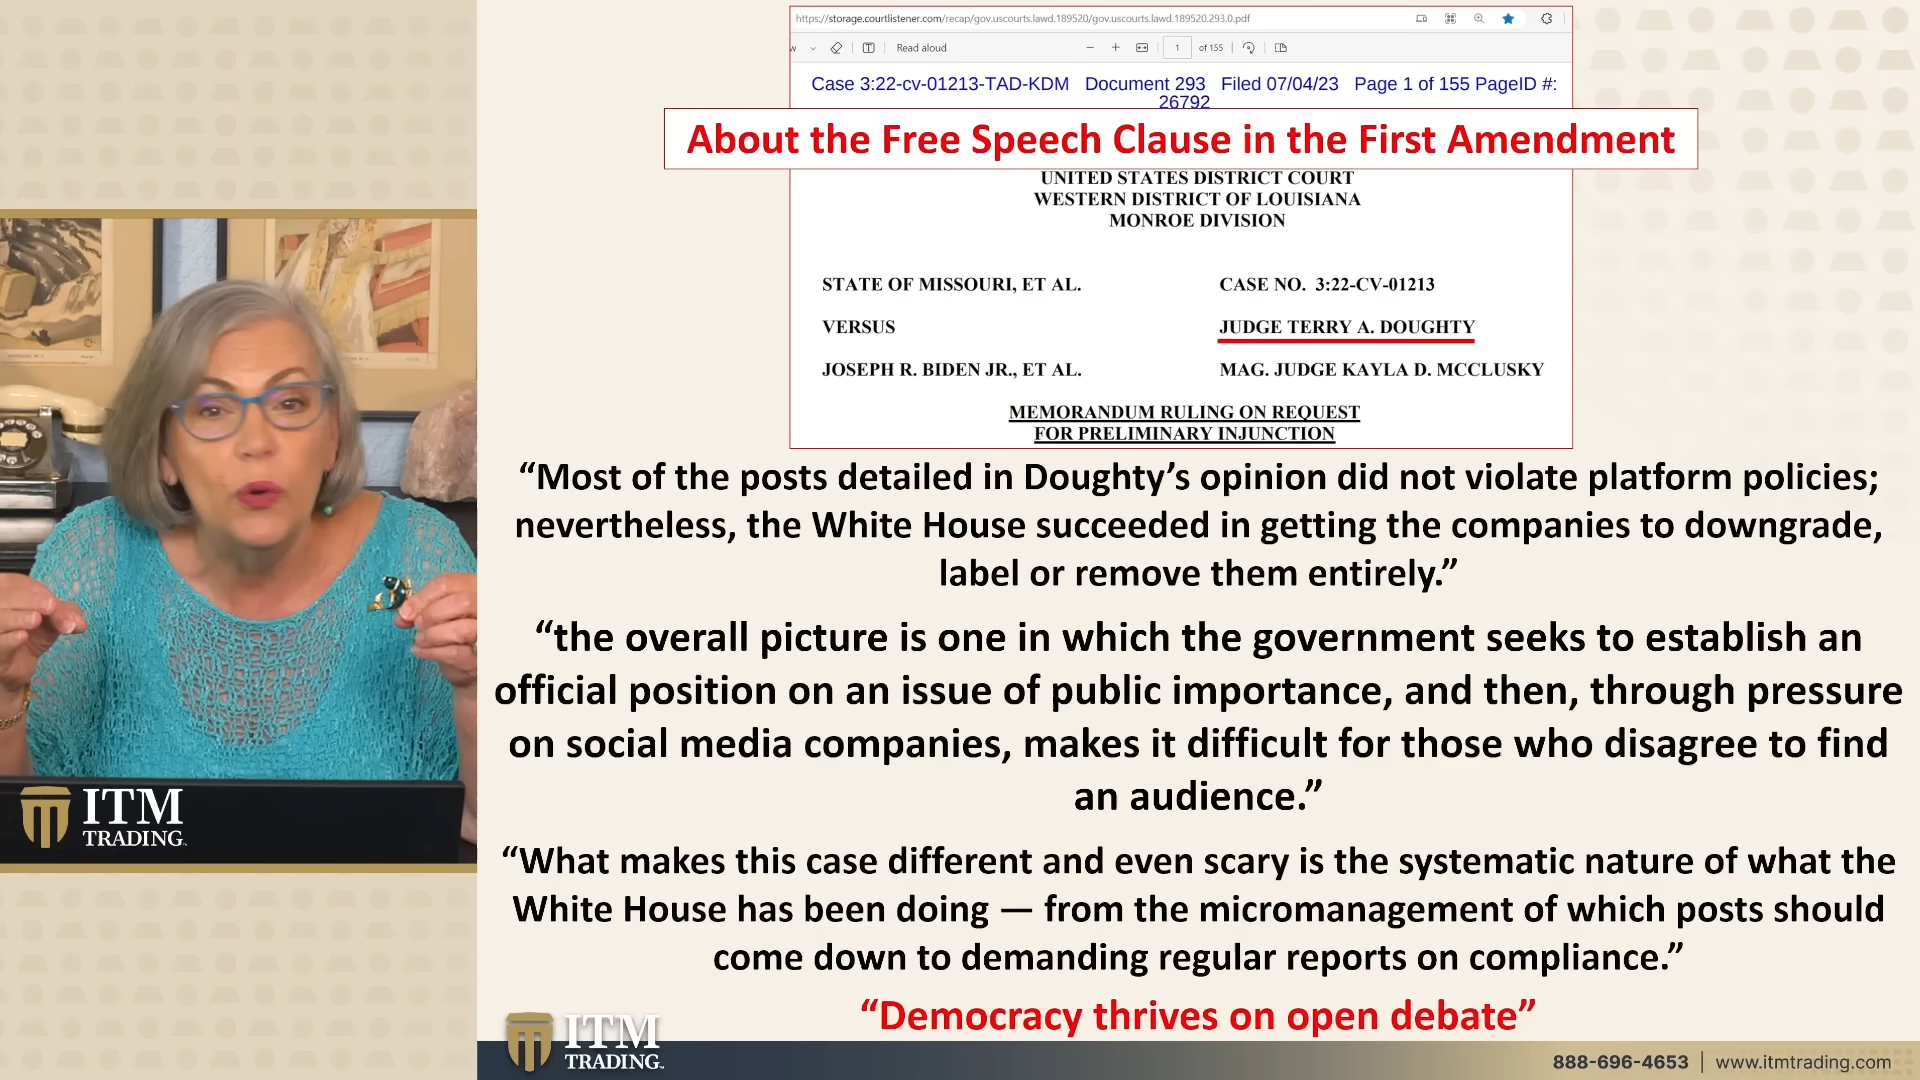 https://storage.courtlistener.com/recap/gov.uscourts.lawd.189520/gov.uscourts.lawd.189520.293.0.pdf
Read aloud
1 of 155
Case 3:22-cv-01213-TAD-KDM Document 293 Filed 07/04/23 Page 1 of 155 PageID #:
26792
About the Free Speech Clause in the First Amendment
UNITED STATES DISTRICT COURT
WESTERN DISTRICT OF LOUISIANA
MONROE DIVISION
STATE OF MISSOURI, ET AL. CASE NO. 3:22-CV-01213
VERSUS JUDGE TERRY A. DOUGHTY
JOSEPH R. BIDEN JR., ET AL. MAG. JUDGE KAYLA D. MCCLUSKY
MEMORANDUM RULING ON REQUEST
FOR PRELIMINARY INJUNCTION
“Most of the posts detailed in Doughty’s opinion did not violate platform policies;
nevertheless, the White House succeeded in getting the companies to downgrade,
label or remove them entirely.”
“the overall picture is one in which the government seeks to establish an
official position on an issue of public importance, and then, through pressure
on social media companies, makes it difficult for those who disagree to find
an audience.”
“What makes this case different and even scary is the systematic nature of what the
White House has been doing — from the micromanagement of which posts should
come down to demanding regular reports on compliance.”
“Democracy thrives on open debate”
ITM
TRADING
ITM
TRADING
888-696-4653 | www.itmtrading.com